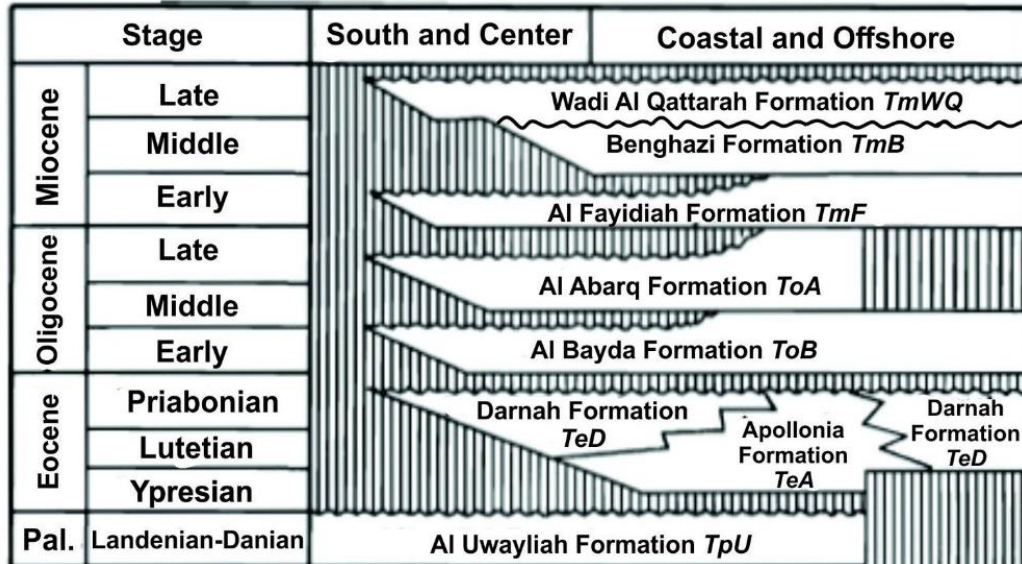 Stage
South and Center
Coastal and Offshore
Miocene
Late
Middle
Early
Wadi Al Qattarah Formation TmWQ
Benghazi Formation TmB
Al Fayidiah Formation TmF
Oligocene
Late
Middle
Early
Al Abarq Formation ToA
Al Bayda Formation ToB
Eocene
Priabonian
Lutetian
Ypresian
Darnah Formation
TeD
Apollonia
Formation
TeA
Darnah
Formation
TeD
Pal.
Landenian-Danian
Al Uwayliah Formation TpU